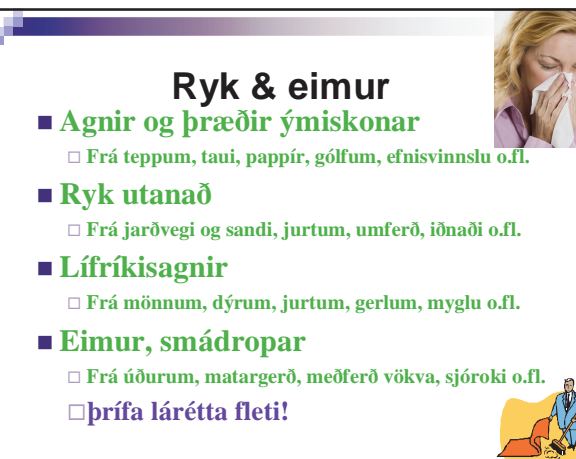 Ryk & eimur
Agnir og þræðir ýmiskonar
Frá teppum, taui, pappír, gólfum, efnisvinnslu o.fl.
Ryk utanað
Frá jarðvegi og sandi, jurtum, umferð, iðnaði o.fl.
Lífríkisagnir
Frá mönnum, dýrum, jurtum, gerlum, myglu o.fl.
Eimur, smádropar
Frá úðurum, matargerð, meðferð vökva, sjóroki o.fl.
þrífa lárétta fleti!